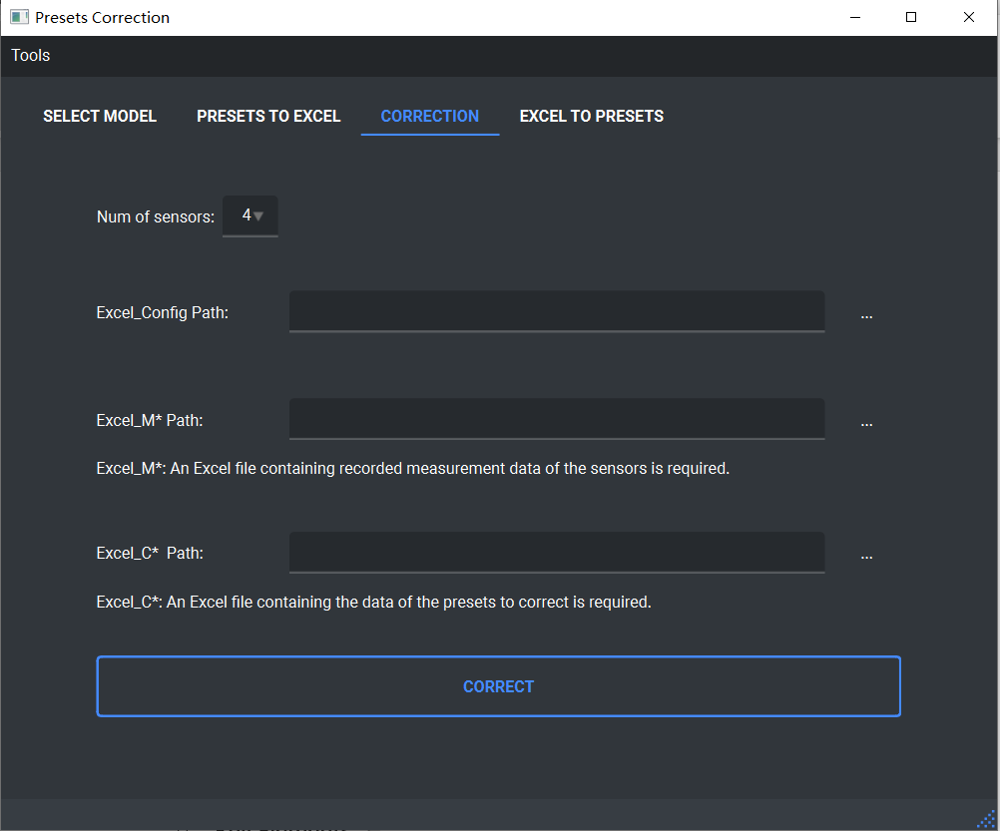 Presets Correction
Tools
SELECT MODEL PRESETS TO EXCEL CORRECTION EXCEL TO PRESETS
Num of sensors: 4
Excel_Config Path: ...
Excel_M* Path: ...
Excel_M*: An Excel file containing recorded measurement data of the sensors is required.
Excel_C*  Path: ...
Excel_C*: An Excel file containing the data of the presets to correct is required.
CORRECT